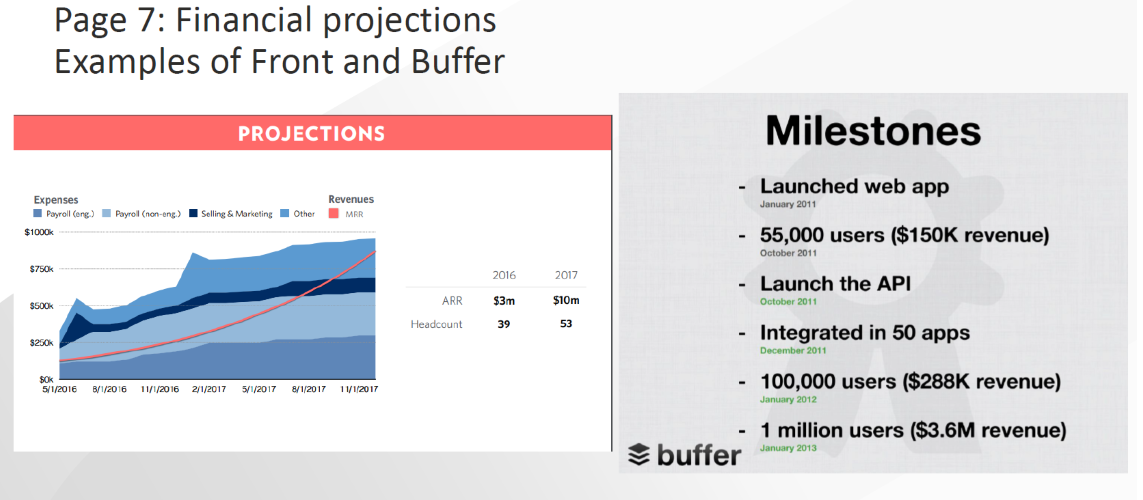 Page 7: Financial projections
Examples of Front and Buffer
PROJECTIONS
Expenses
Revenues
Payroll (eng.) Payroll (non-eng.) Selling & Marketing Other MRR
$1000k
$750k
$500k
$250k
$0k
5/1/2016 8/1/2016 11/1/2016 2/1/2017 5/1/2017 8/1/2017 11/1/2017
2016 2017
ARR $3m $10m
Headcount 39 53
Milestones
- Launched web app
January 2011
- 55,000 users ($150K revenue)
October 2011
- Launch the API
October 2011
- Integrated in 50 apps
December 2011
- 100,000 users ($288K revenue)
January 2012
- 1 million users ($3.6M revenue)
January 2013
buffer